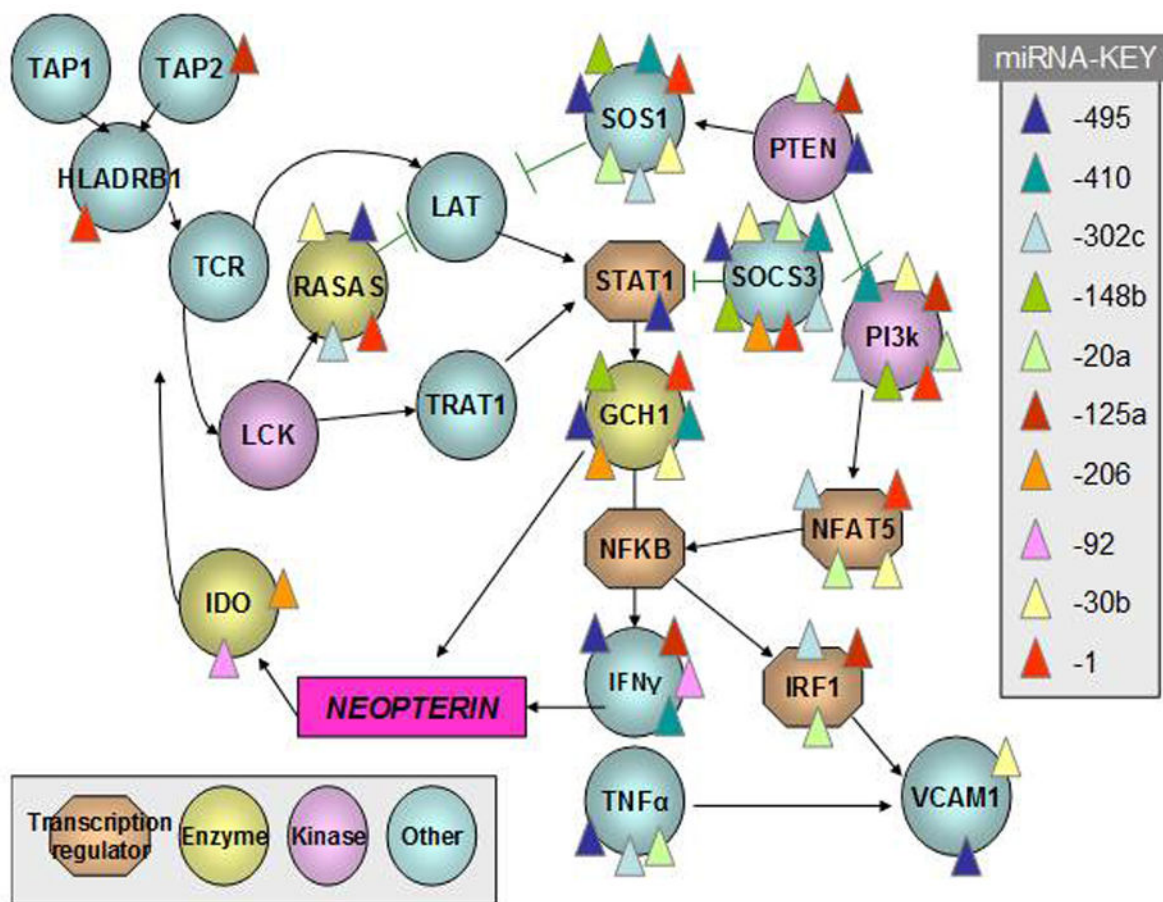 TAP1
TAP2
HLADRB1
TCR
LAT
RASAS
LCK
TRAT1
SOS1
PTEN
STAT1
SOCS3
PI3k
GCH1
NFKB
NFAT5
IDO
NEOPTERIN
IFNγ
IRF1
TNFα
VCAM1
miRNA-KEY
-495
-410
-302c
-148b
-20a
-125a
-206
-92
-30b
-1
Transcription
regulator
Enzyme
Kinase
Other